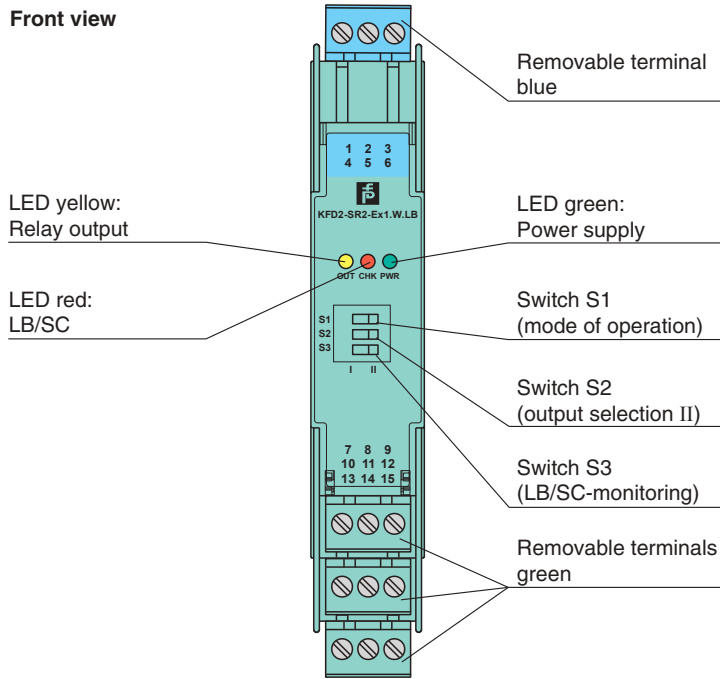 Front view
Removable terminal
blue
1 2 3
4 5 6
KFD2-SR2-Ex1.W.LB
LED yellow:
Relay output
LED green:
Power supply
OUT CHK PWR
LED red:
LB/SC
Switch S1
(mode of operation)
S1
S2
S3
I II
Switch S2
(output selection II)
7 8 9
10 11 12
13 14 15
Switch S3
(LB/SC-monitoring)
Removable terminals
green